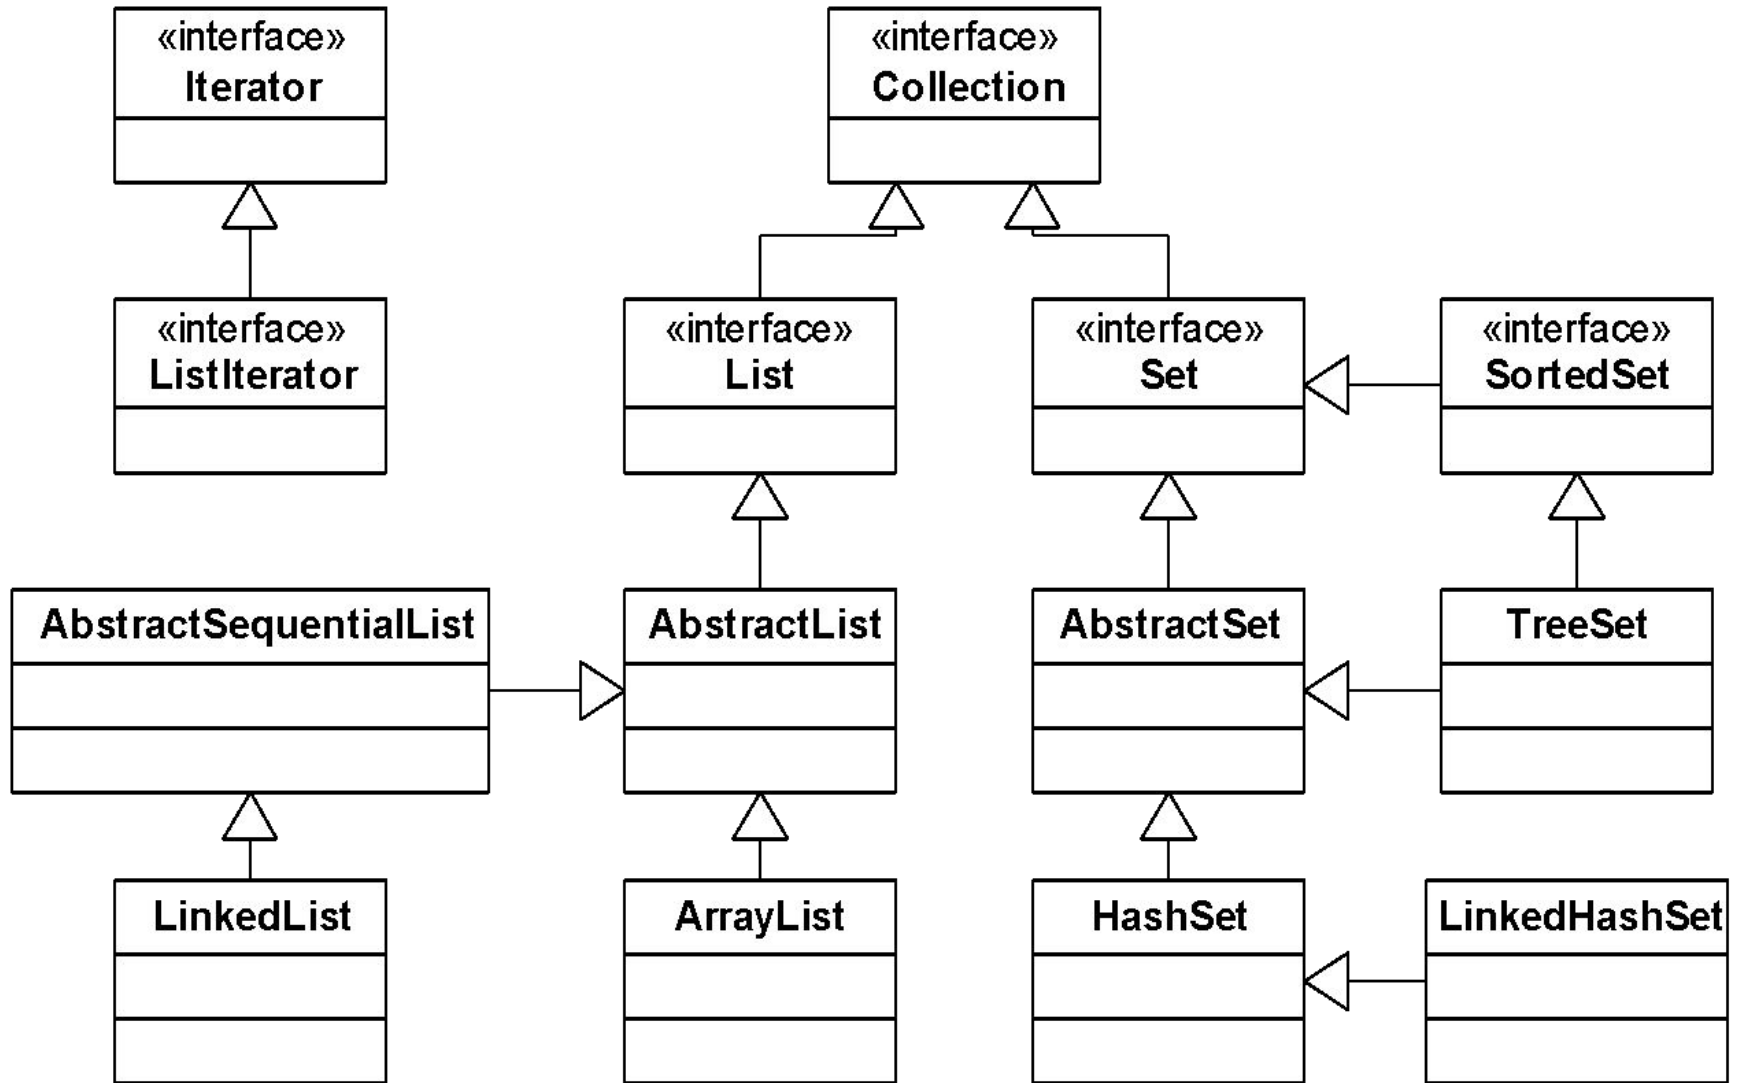 «interface»
Iterator
«interface»
Collection
«interface»
ListIterator
«interface»
List
«interface»
Set
«interface»
SortedSet
AbstractSequentialList
AbstractList
AbstractSet
TreeSet
LinkedList
ArrayList
HashSet
LinkedHashSet